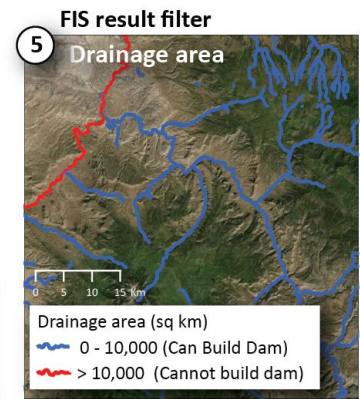 FIS result filter
5
Drainage area
0 5 10 15 Km
Drainage area (sq km)
0 - 10,000 (Can Build Dam)
> 10,000 (Cannot build dam)